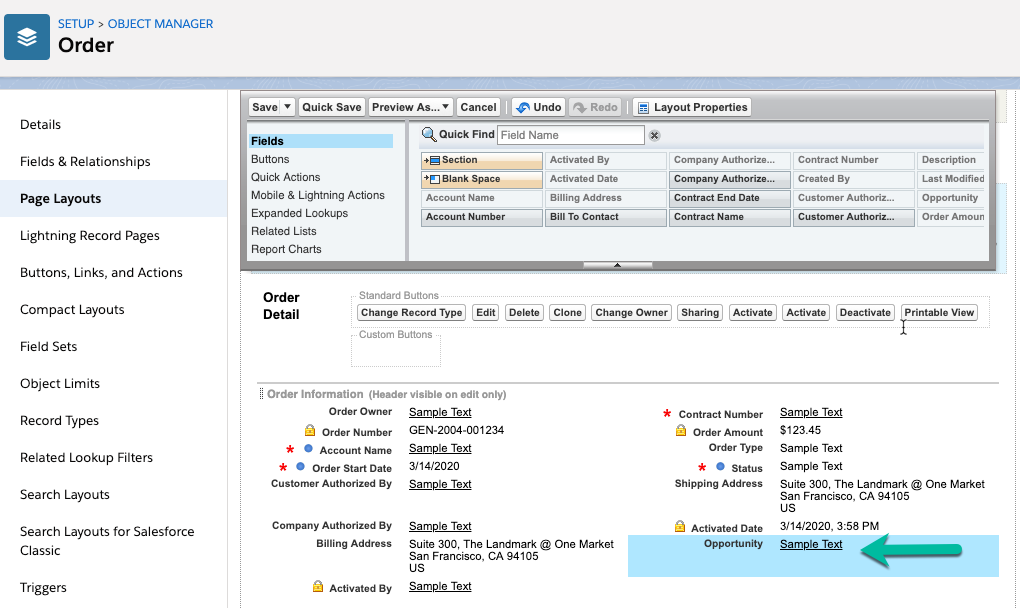 SETUP > OBJECT MANAGER
Order
Details
Fields & Relationships
Page Layouts
Lightning Record Pages
Buttons, Links, and Actions
Compact Layouts
Field Sets
Object Limits
Record Types
Related Lookup Filters
Search Layouts
Search Layouts for Salesforce
Classic
Triggers
Save Quick Save Preview As... Cancel Undo Redo Layout Properties
Fields
Buttons
Quick Actions
Mobile & Lightning Actions
Expanded Lookups
Related Lists
Report Charts
Quick Find Field Name
Section Activated By Company Authorize... Contract Number Description
Blank Space Activated Date Company Authorize... Created By Last Modified
Account Name Billing Address Contract End Date Customer Authoriz... Opportunity
Account Number Bill To Contact Contract Name Customer Authoriz... Order Amoun
Order
Detail
Standard Buttons
Change Record Type Edit Delete Clone Change Owner Sharing Activate Activate Deactivate Printable View
Custom Buttons
Order Information (Header visible on edit only)
Order Owner Sample Text
Order Number GEN-2004-001234
* Account Name Sample Text
* Order Start Date 3/14/2020
Customer Authorized By Sample Text
Company Authorized By Sample Text
Billing Address Suite 300, The Landmark @ One Market
San Francisco, CA 94105
US
Activated By Sample Text
* Contract Number Sample Text
Order Amount $123.45
Order Type Sample Text
* Status Sample Text
Shipping Address Suite 300, The Landmark @ One Market
San Francisco, CA 94105
US
Activated Date 3/14/2020, 3:58 PM
Opportunity Sample Text